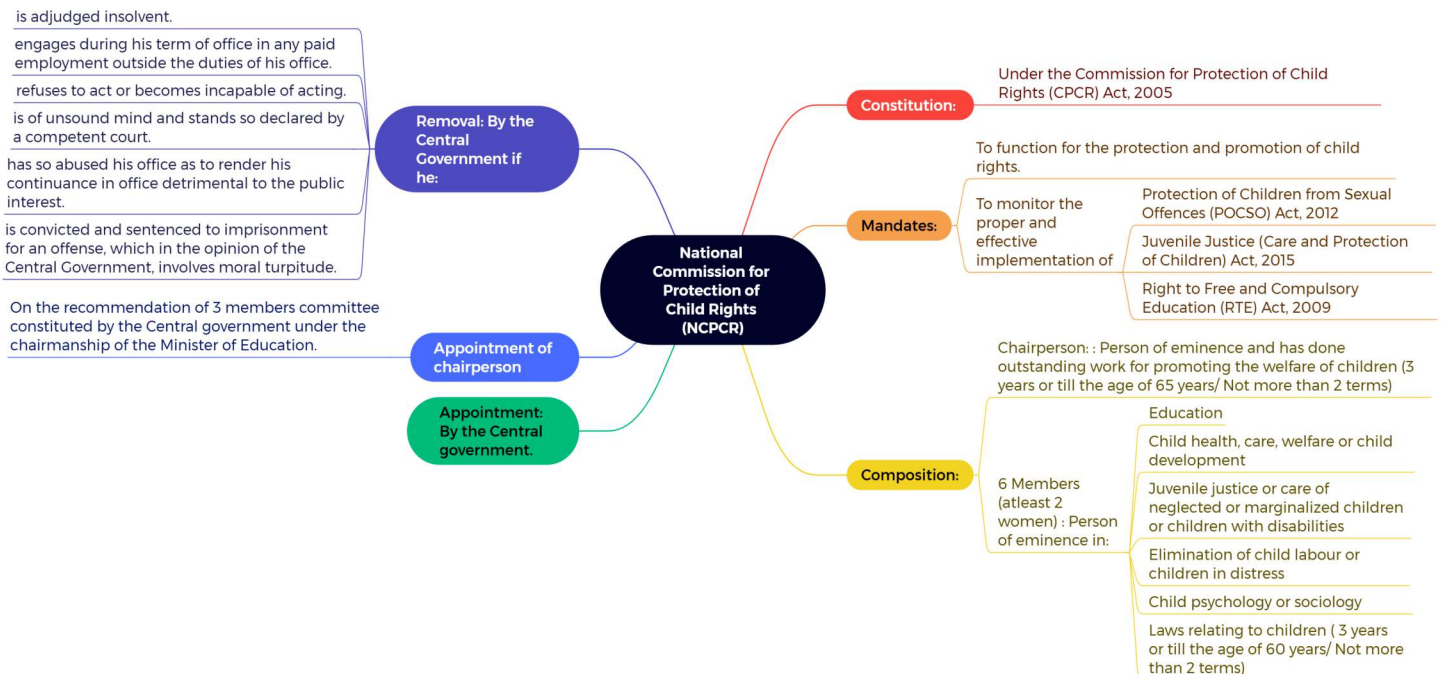 National
Commission for
Protection of
Child Rights
(NCPCR)
Constitution:
Under the Commission for Protection of Child
Rights (CPCR) Act, 2005
Mandates:
To function for the protection and promotion of child
rights.
To monitor the
proper and
effective
implementation of
Protection of Children from Sexual
Offences (POCSO) Act, 2012
Juvenile Justice (Care and Protection
of Children) Act, 2015
Right to Free and Compulsory
Education (RTE) Act, 2009
Composition:
Chairperson: : Person of eminence and has done
outstanding work for promoting the welfare of children (3
years or till the age of 65 years/ Not more than 2 terms)
6 Members
(atleast 2
women) : Person
of eminence in:
Education
Child health, care, welfare or child
development
Juvenile justice or care of
neglected or marginalized children
or children with disabilities
Elimination of child labour or
children in distress
Child psychology or sociology
Laws relating to children ( 3 years
or till the age of 60 years/ Not more
than 2 terms)
Removal: By the
Central
Government if
he:
is adjudged insolvent.
engages during his term of office in any paid
employment outside the duties of his office.
refuses to act or becomes incapable of acting.
is of unsound mind and stands so declared by
a competent court.
has so abused his office as to render his
continuance in office detrimental to the public
interest.
is convicted and sentenced to imprisonment
for an offense, which in the opinion of the
Central Government, involves moral turpitude.
Appointment of
chairperson
On the recommendation of 3 members committee
constituted by the Central government under the
chairmanship of the Minister of Education.
Appointment:
By the Central
government.